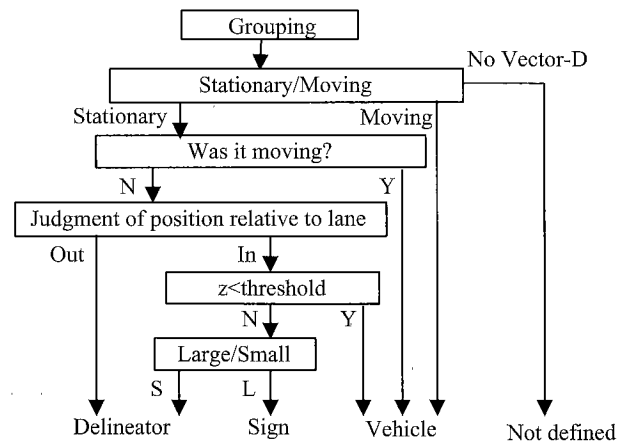 Grouping
No Vector-D
Stationary/Moving
Stationary
Moving
Was it moving?
N
Y
Judgment of position relative to lane
Out
In
z<threshold
N
Y
Large/Small
S
L
Delineator
Sign
Vehicle
Not defined